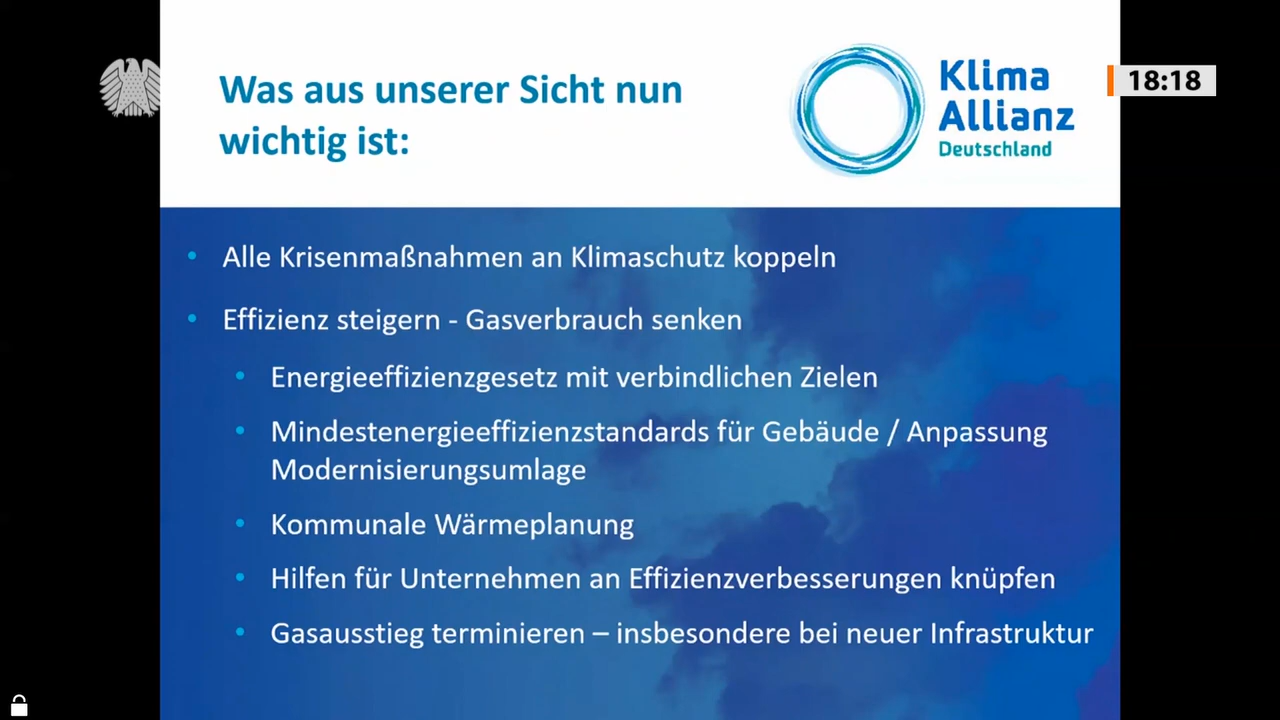 Was aus unserer Sicht nun
wichtig ist:
Klima
Allianz
Deutschland
18:18
• Alle Krisenmaßnahmen an Klimaschutz koppeln
• Effizienz steigern - Gasverbrauch senken
• Energieeffizienzgesetz mit verbindlichen Zielen
• Mindestenergieeffizienzstandards für Gebäude / Anpassung
Modernisierungsumlage
• Kommunale Wärmeplanung
• Hilfen für Unternehmen an Effizienzverbesserungen knüpfen
• Gasausstieg terminieren – insbesondere bei neuer Infrastruktur